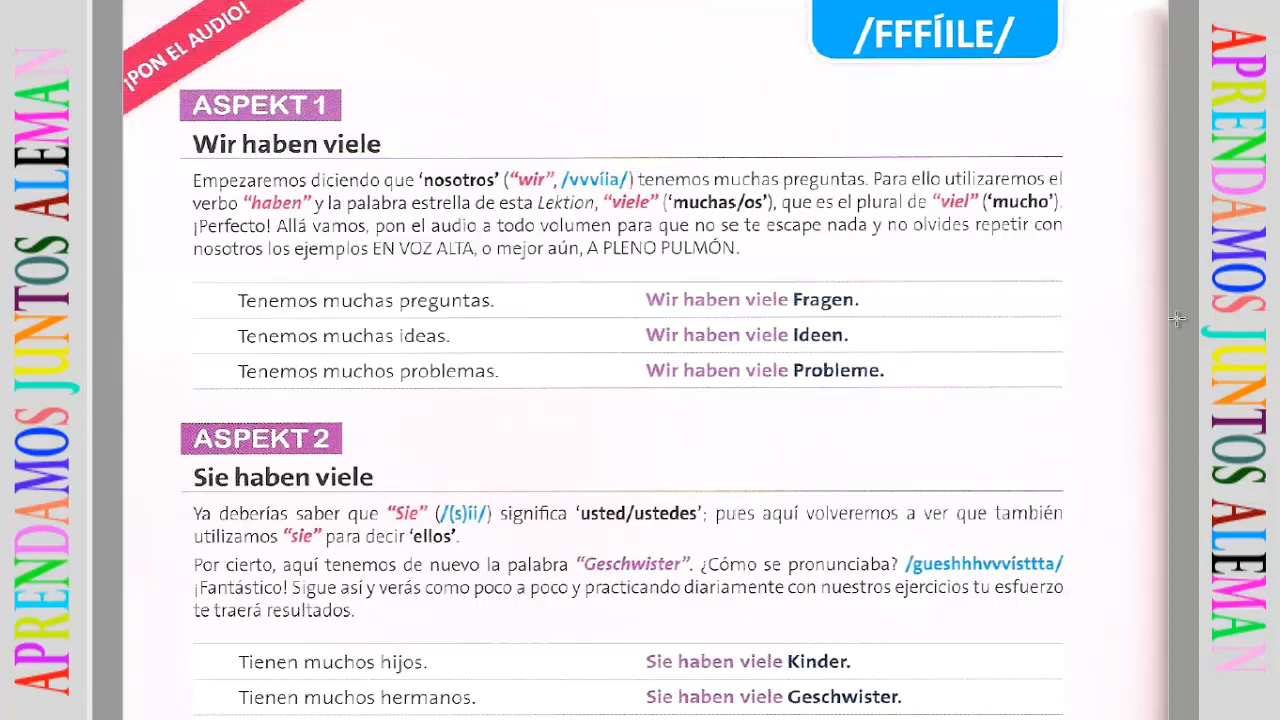 ¡PON EL AUDIO!
/FFFÍILE/
ASPEKT 1
Wir haben viele
Empezaremos diciendo que ‘nosotros’ (“wir”, /vvvíia/) tenemos muchas preguntas. Para ello utilizaremos el
verbo “haben” y la palabra estrella de esta Lektion, “viele” (‘muchas/os’), que es el plural de “viel” (‘mucho’).
¡Perfecto! Allá vamos, pon el audio a todo volumen para que no se te escape nada y no olvides repetir con
nosotros los ejemplos EN VOZ ALTA, o mejor aún, A PLENO PULMÓN.
Tenemos muchas preguntas. Wir haben viele Fragen.
Tenemos muchas ideas. Wir haben viele Ideen.
Tenemos muchos problemas. Wir haben viele Probleme.
ASPEKT 2
Sie haben viele
Ya deberías saber que “Sie” (/(s)íi/) significa ‘usted/ustedes’; pues aquí volveremos a ver que también
utilizamos “sie” para decir ‘ellos’.
Por cierto, aquí tenemos de nuevo la palabra “Geschwister”. ¿Cómo se pronunciaba? /gueshhhvvvísttta/
¡Fantastico! Sigue así y verás como poco a poco y practicando diariamente con nuestros ejercicios tu esfuerzo
te traerá resultados.
Tienen muchos hijos. Sie haben viele Kinder.
Tienen muchos hermanos. Sie haben viele Geschwister.
APRENDAMOS JUNTOS ALEMAN
APRENDAMOS JUNTOS ALEMAN